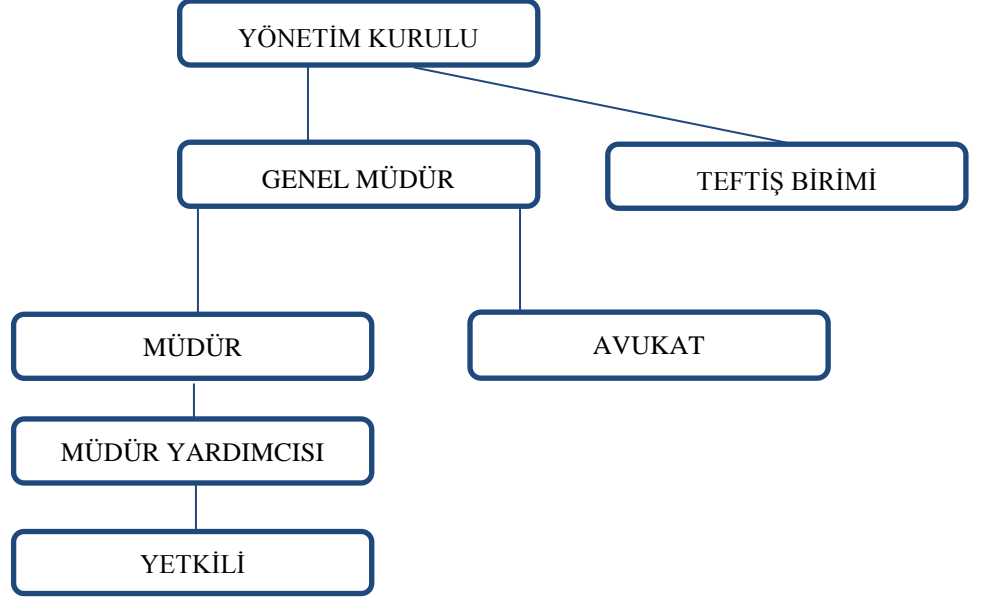 YÖNETİM KURULU
GENEL MÜDÜR
TEFTİŞ BİRİMİ
MÜDÜR
AVUKAT
MÜDÜR YARDIMCISI
YETKİLİ